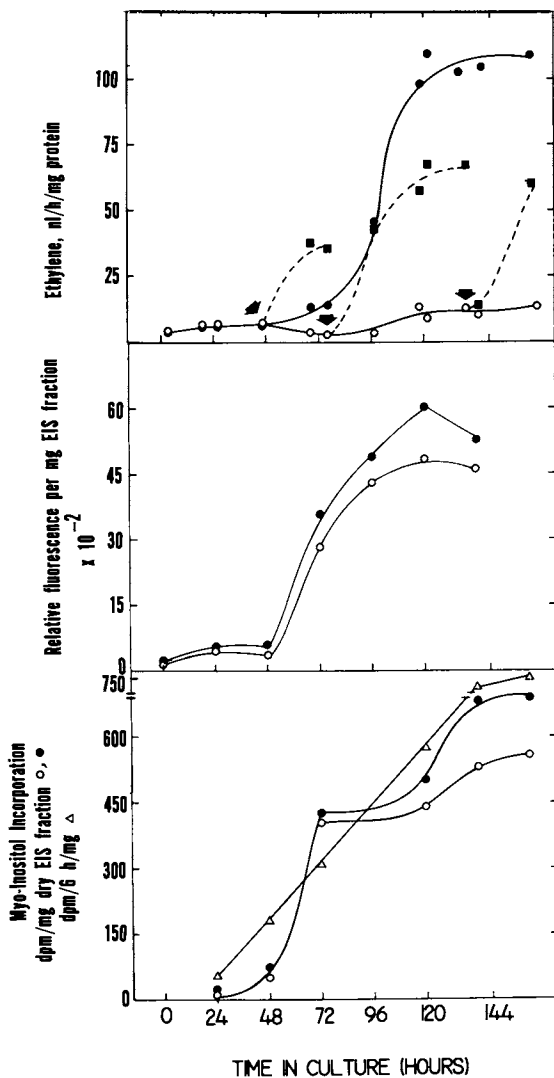 Ethylene, nl/h/mg protein
100
75
50
25
Relative fluorescence per mg EIS fraction
x 10⁻²
60
45
30
15
0
Myo-Inositol Incorporation
dpm/mg dry EIS fraction ○,●
dpm/6 h/mg △
750
600
450
300
150
0
0 24 48 72 96 120 144
TIME IN CULTURE (HOURS)